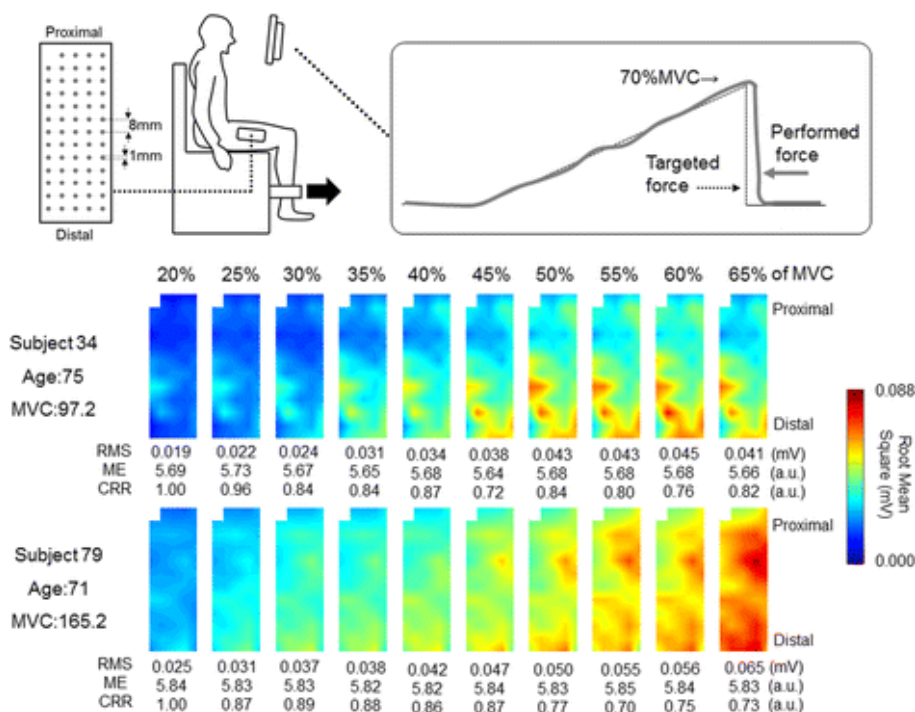 Proximal
8mm
1mm
Distal
70%MVC→
Performed
force
Targeted
force
20% 25% 30% 35% 40% 45% 50% 55% 60% 65% of MVC
Proximal
Subject 34
Age:75
MVC:97.2
Distal
RMS 0.019 0.022 0.024 0.031 0.034 0.038 0.043 0.043 0.045 0.041 (mV)
ME 5.69 5.73 5.67 5.65 5.68 5.64 5.68 5.68 5.68 5.66 (a.u.)
CRR 1.00 0.96 0.84 0.84 0.87 0.72 0.84 0.80 0.76 0.82 (a.u.)
0.088
Root Mean
Square (mV)
0.000
Proximal
Subject 79
Age:71
MVC:165.2
Distal
RMS 0.025 0.031 0.037 0.038 0.042 0.047 0.050 0.055 0.056 0.065 (mV)
ME 5.84 5.83 5.83 5.82 5.82 5.84 5.83 5.85 5.84 5.83 (a.u.)
CRR 1.00 0.87 0.89 0.88 0.86 0.87 0.77 0.70 0.75 0.73 (a.u.)